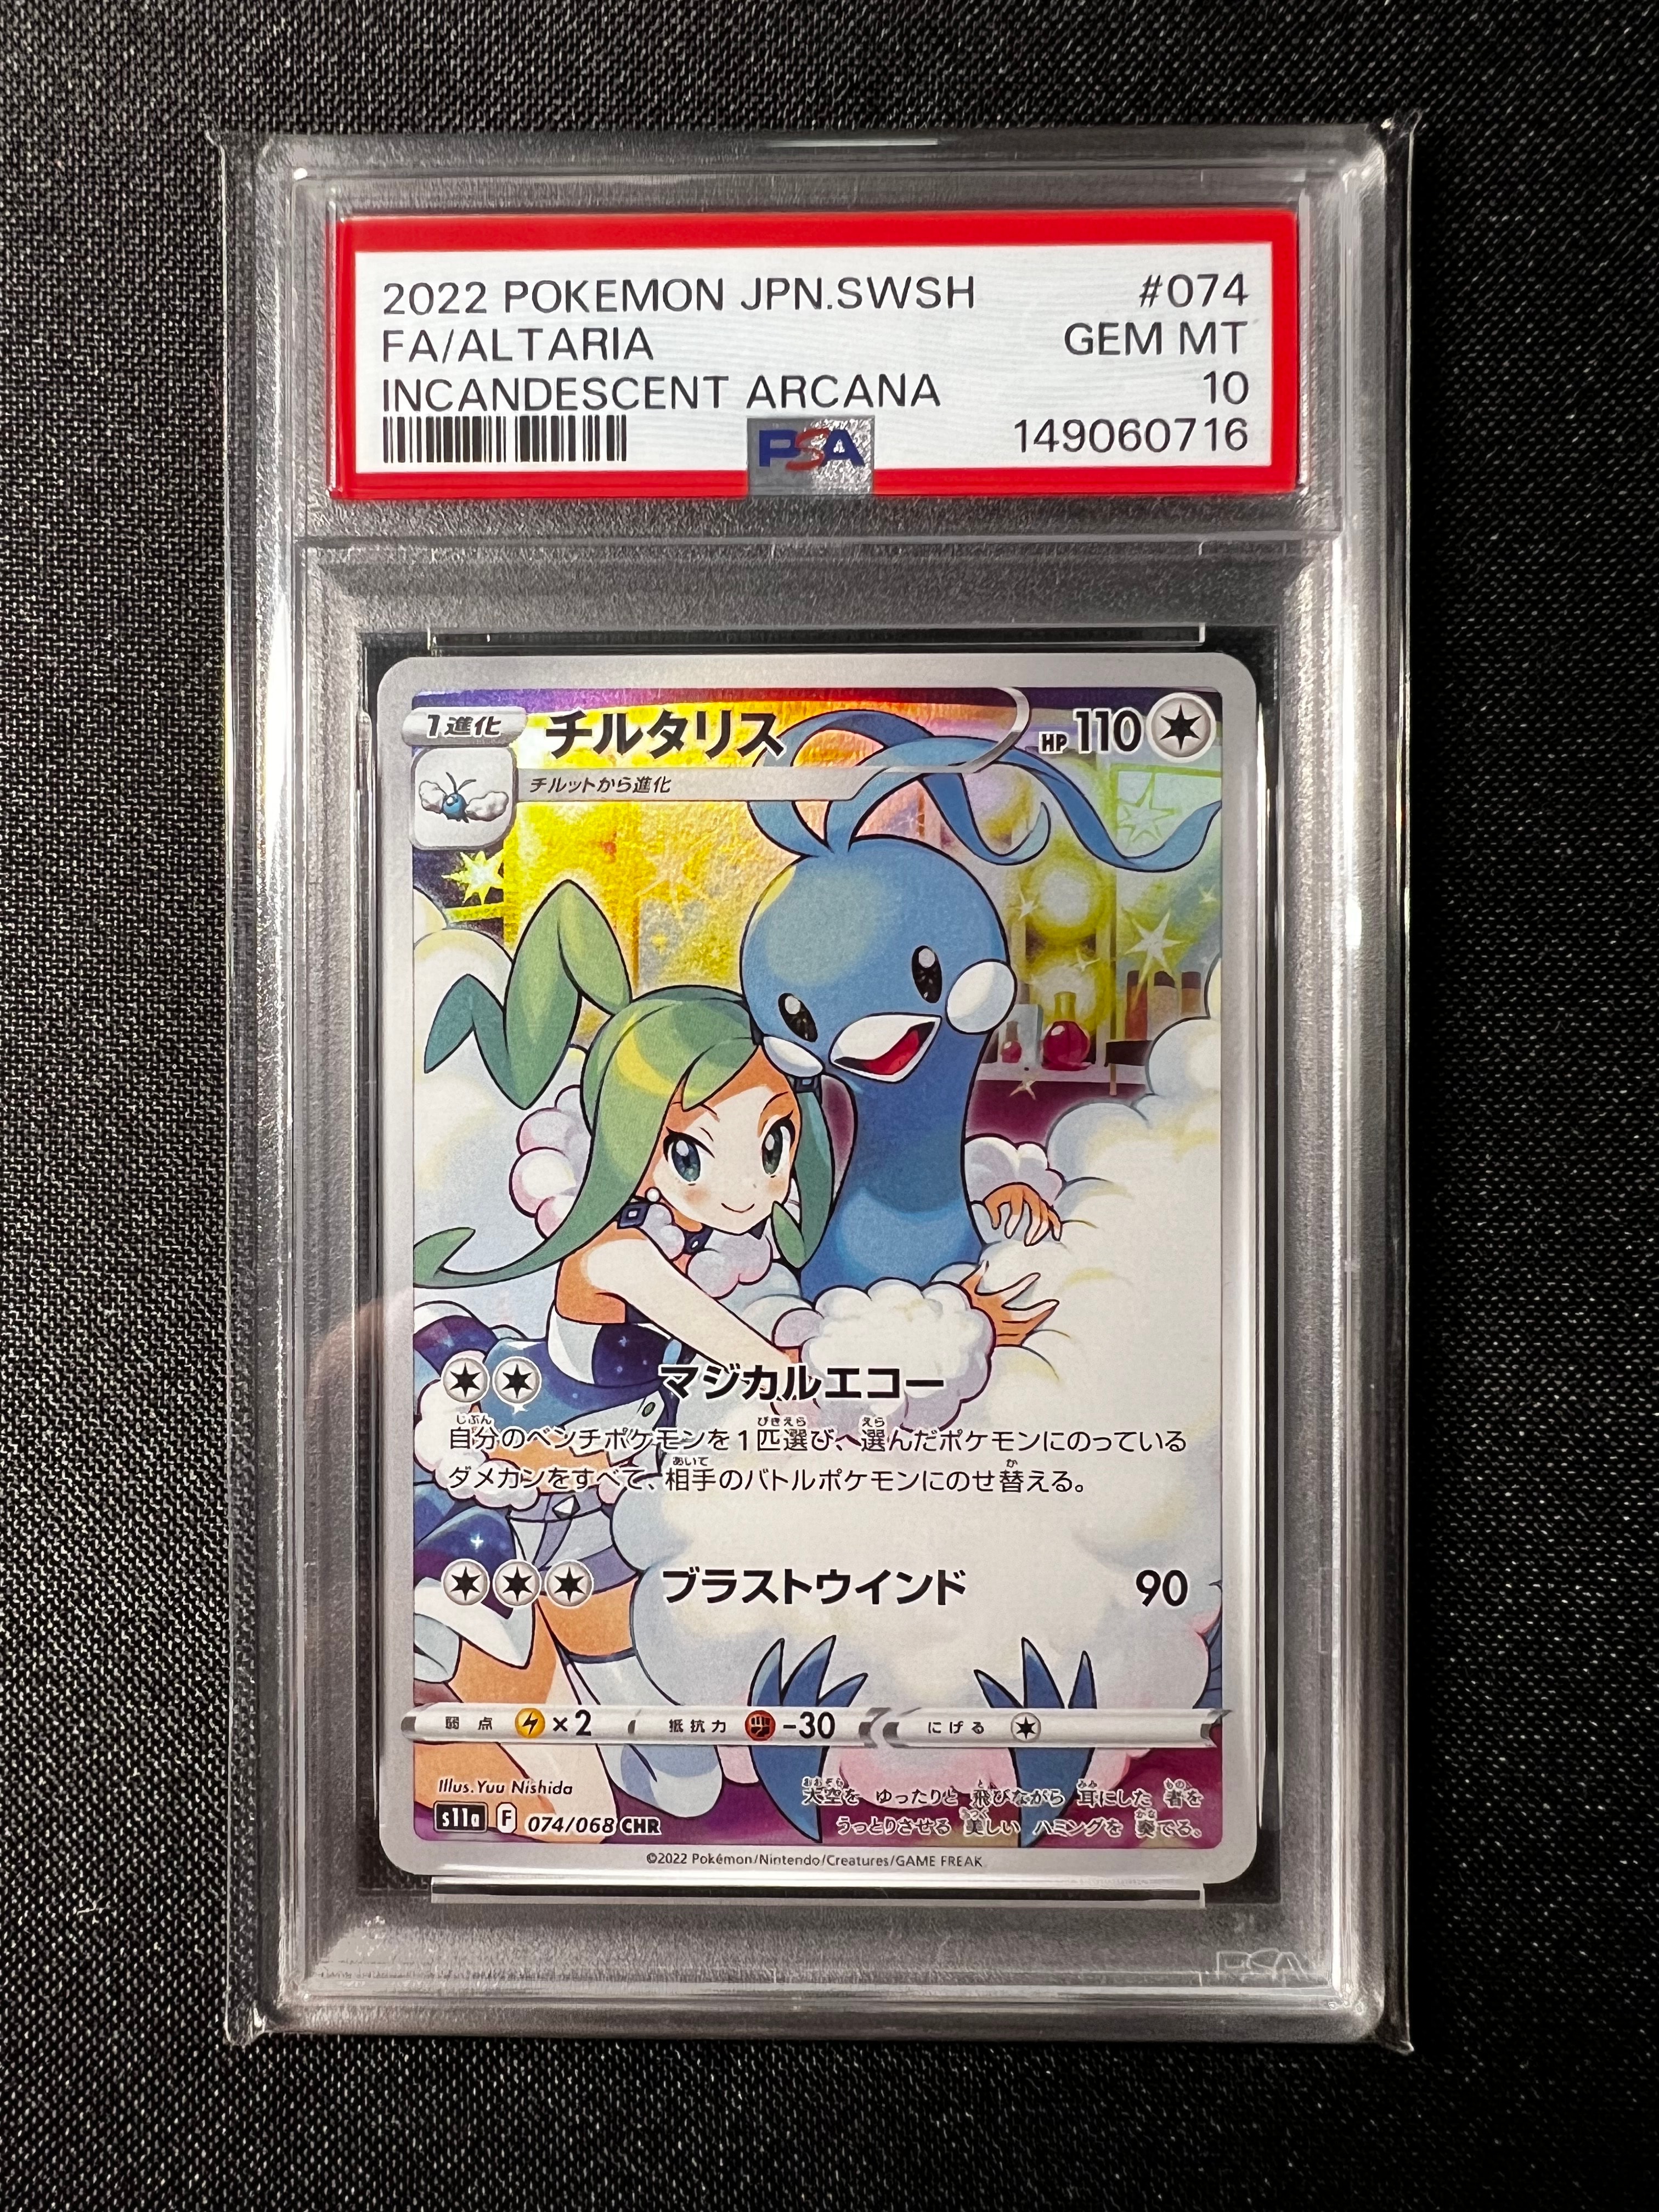 2022 POKEMON JPN.SWSH #074
FA/ALTARIA GEM MT
INCANDESCENT ARCANA 10
PSA 149060716
1進化 チルタリス HP 110
チルットから進化
マジカルエコー
自分のベンチポケモンを1匹選び、選んだポケモンにのっている
ダメカンをすべて、相手のバトルポケモンにのせ替える。
ブラストウインド 90
弱点 ×2 抵抗力 -30 にげる
Illus. Yuu Nishida
大空を ゆったりと 飛びながら 耳にした 者を
うっとりさせる 美しい ハミングを 奏でる。
s11a F 074/068 CHR
©2022 Pokémon/Nintendo/Creatures/GAME FREAK
PSA